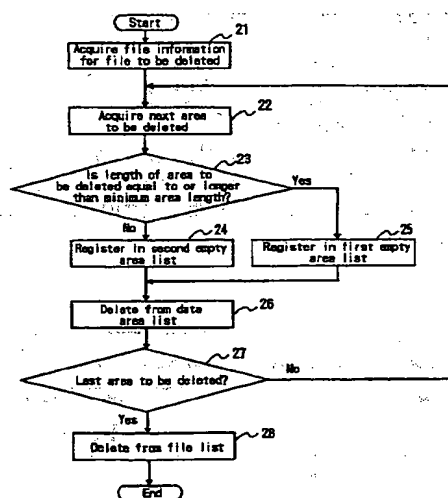 Start
21
Acquire file information
for file to be deleted
22
Acquire next area
to be deleted
23
Is length of area
to be deleted equal to or longer
than minimum area length?
Yes
No
24
Register in second empty
area list
25
Register in first empty
area list
26
Delete from data
area list
27
Last area to be deleted?
No
Yes
28
Delete from file list
End